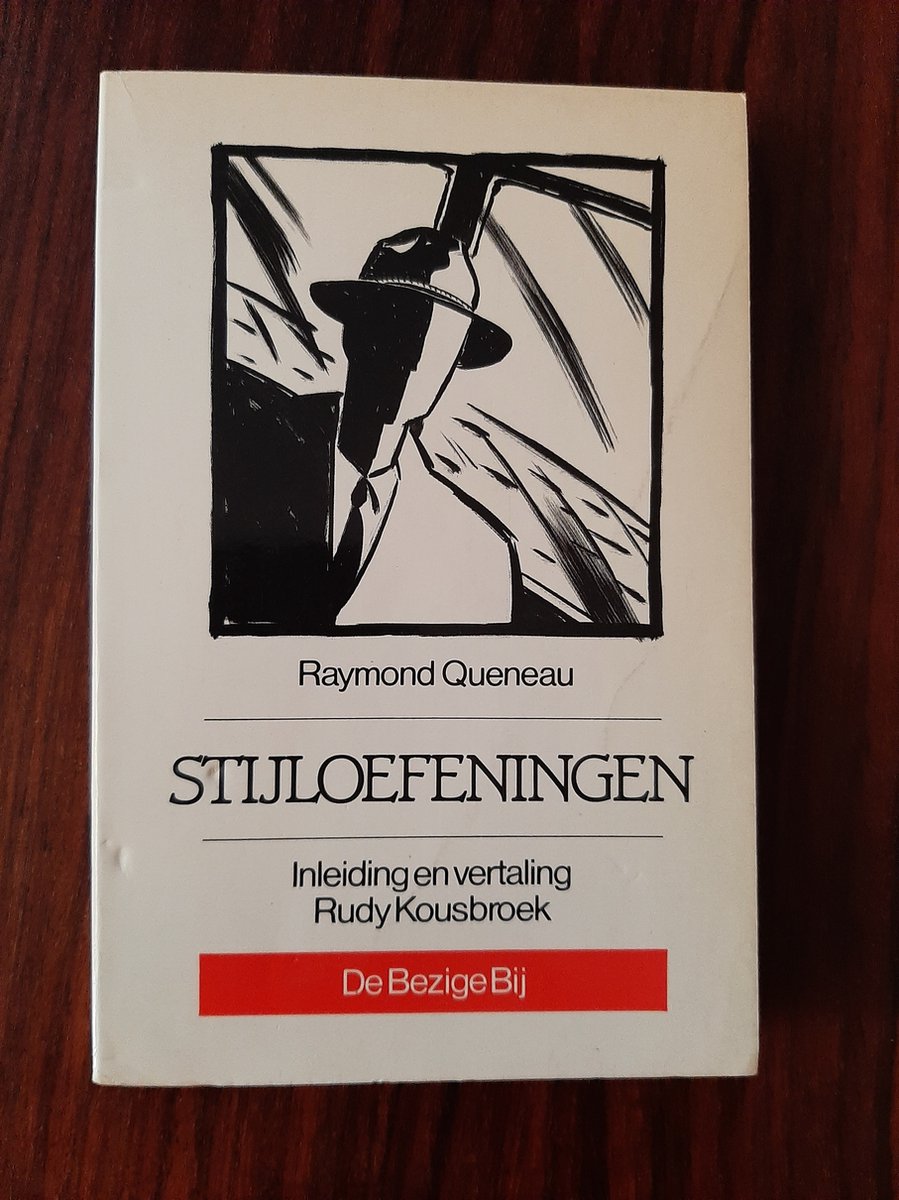 Raymond Queneau
STIJLOEFENINGEN
Inleiding en vertaling
Rudy Kousbroek
De Bezige Bij